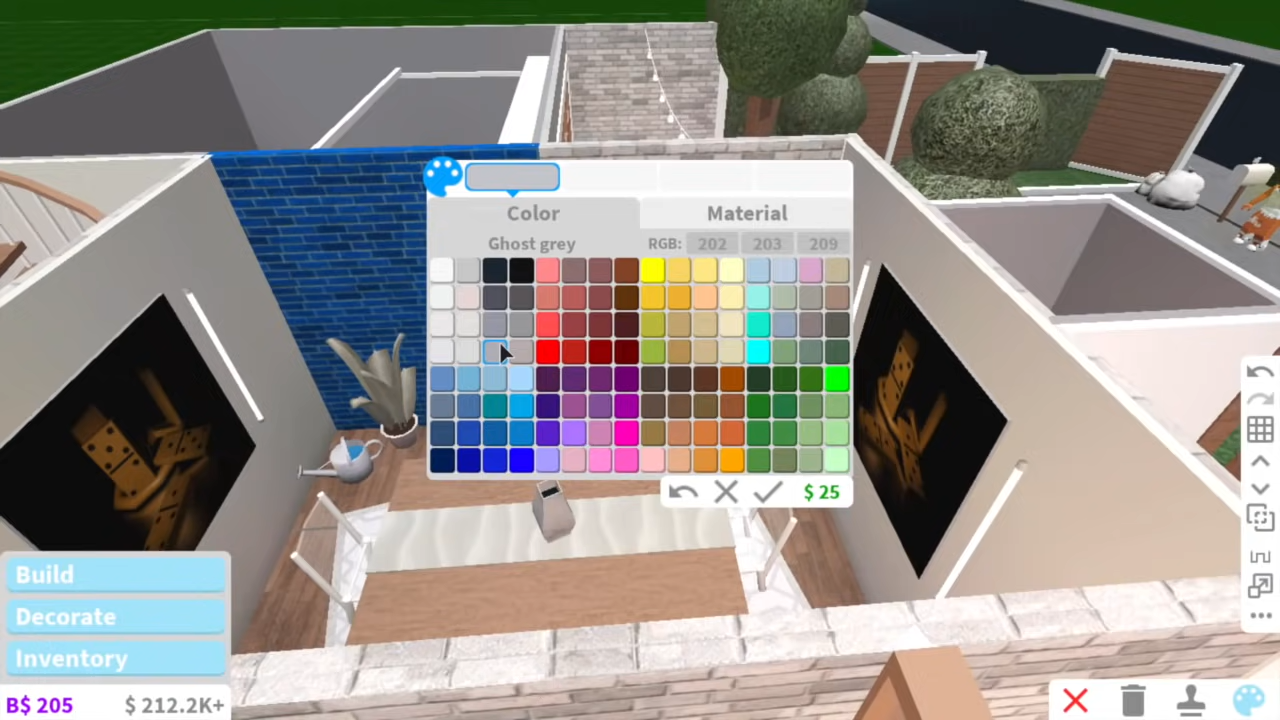 Color
Material
Ghost grey
RGB: 202 203 209
$ 25
Build
Decorate
Inventory
B$ 205
$ 212.2K+